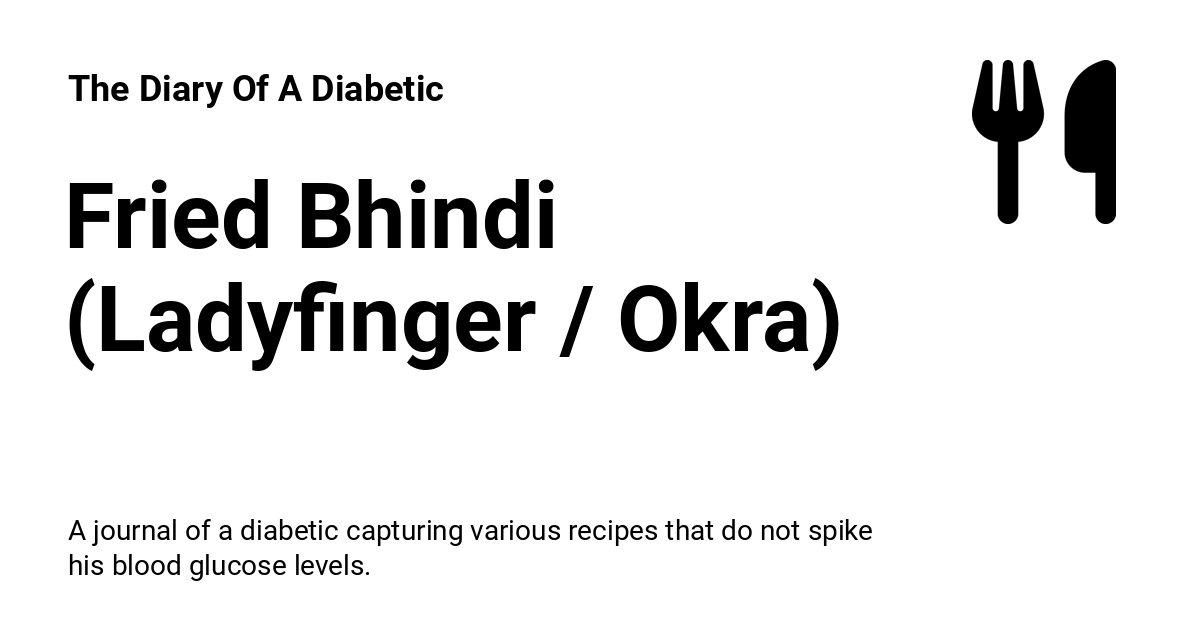 The Diary Of A Diabetic
Fried Bhindi
(Ladyfinger / Okra)
A journal of a diabetic capturing various recipes that do not spike
his blood glucose levels.